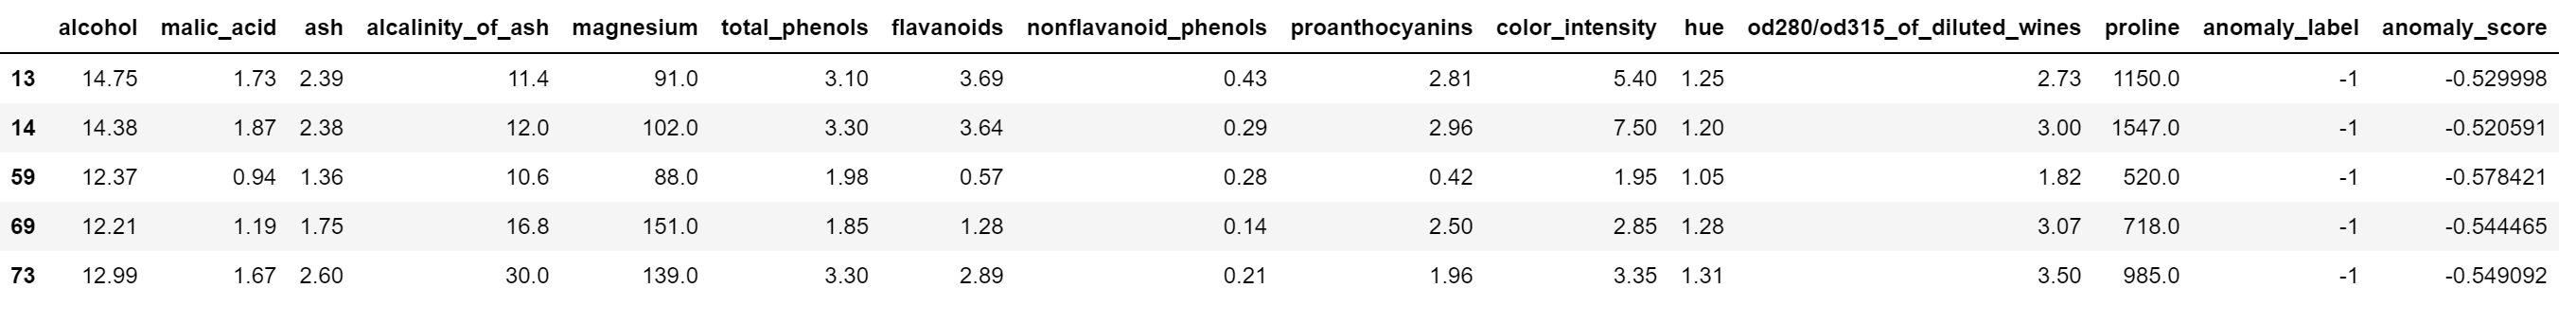 alcohol malic_acid ash alcalinity_of_ash magnesium total_phenols flavanoids nonflavanoid_phenols proanthocyanins color_intensity hue od280/od315_of_diluted_wines proline anomaly_label anomaly_score
13 14.75 1.73 2.39 11.4 91.0 3.10 3.69 0.43 2.81 5.40 1.25 2.73 1150.0 -1 -0.529998
14 14.38 1.87 2.38 12.0 102.0 3.30 3.64 0.29 2.96 7.50 1.20 3.00 1547.0 -1 -0.520591
59 12.37 0.94 1.36 10.6 88.0 1.98 0.57 0.28 0.42 1.95 1.05 1.82 520.0 -1 -0.578421
69 12.21 1.19 1.75 16.8 151.0 1.85 1.28 0.14 2.50 2.85 1.28 3.07 718.0 -1 -0.544465
73 12.99 1.67 2.60 30.0 139.0 3.30 2.89 0.21 1.96 3.35 1.31 3.50 985.0 -1 -0.549092